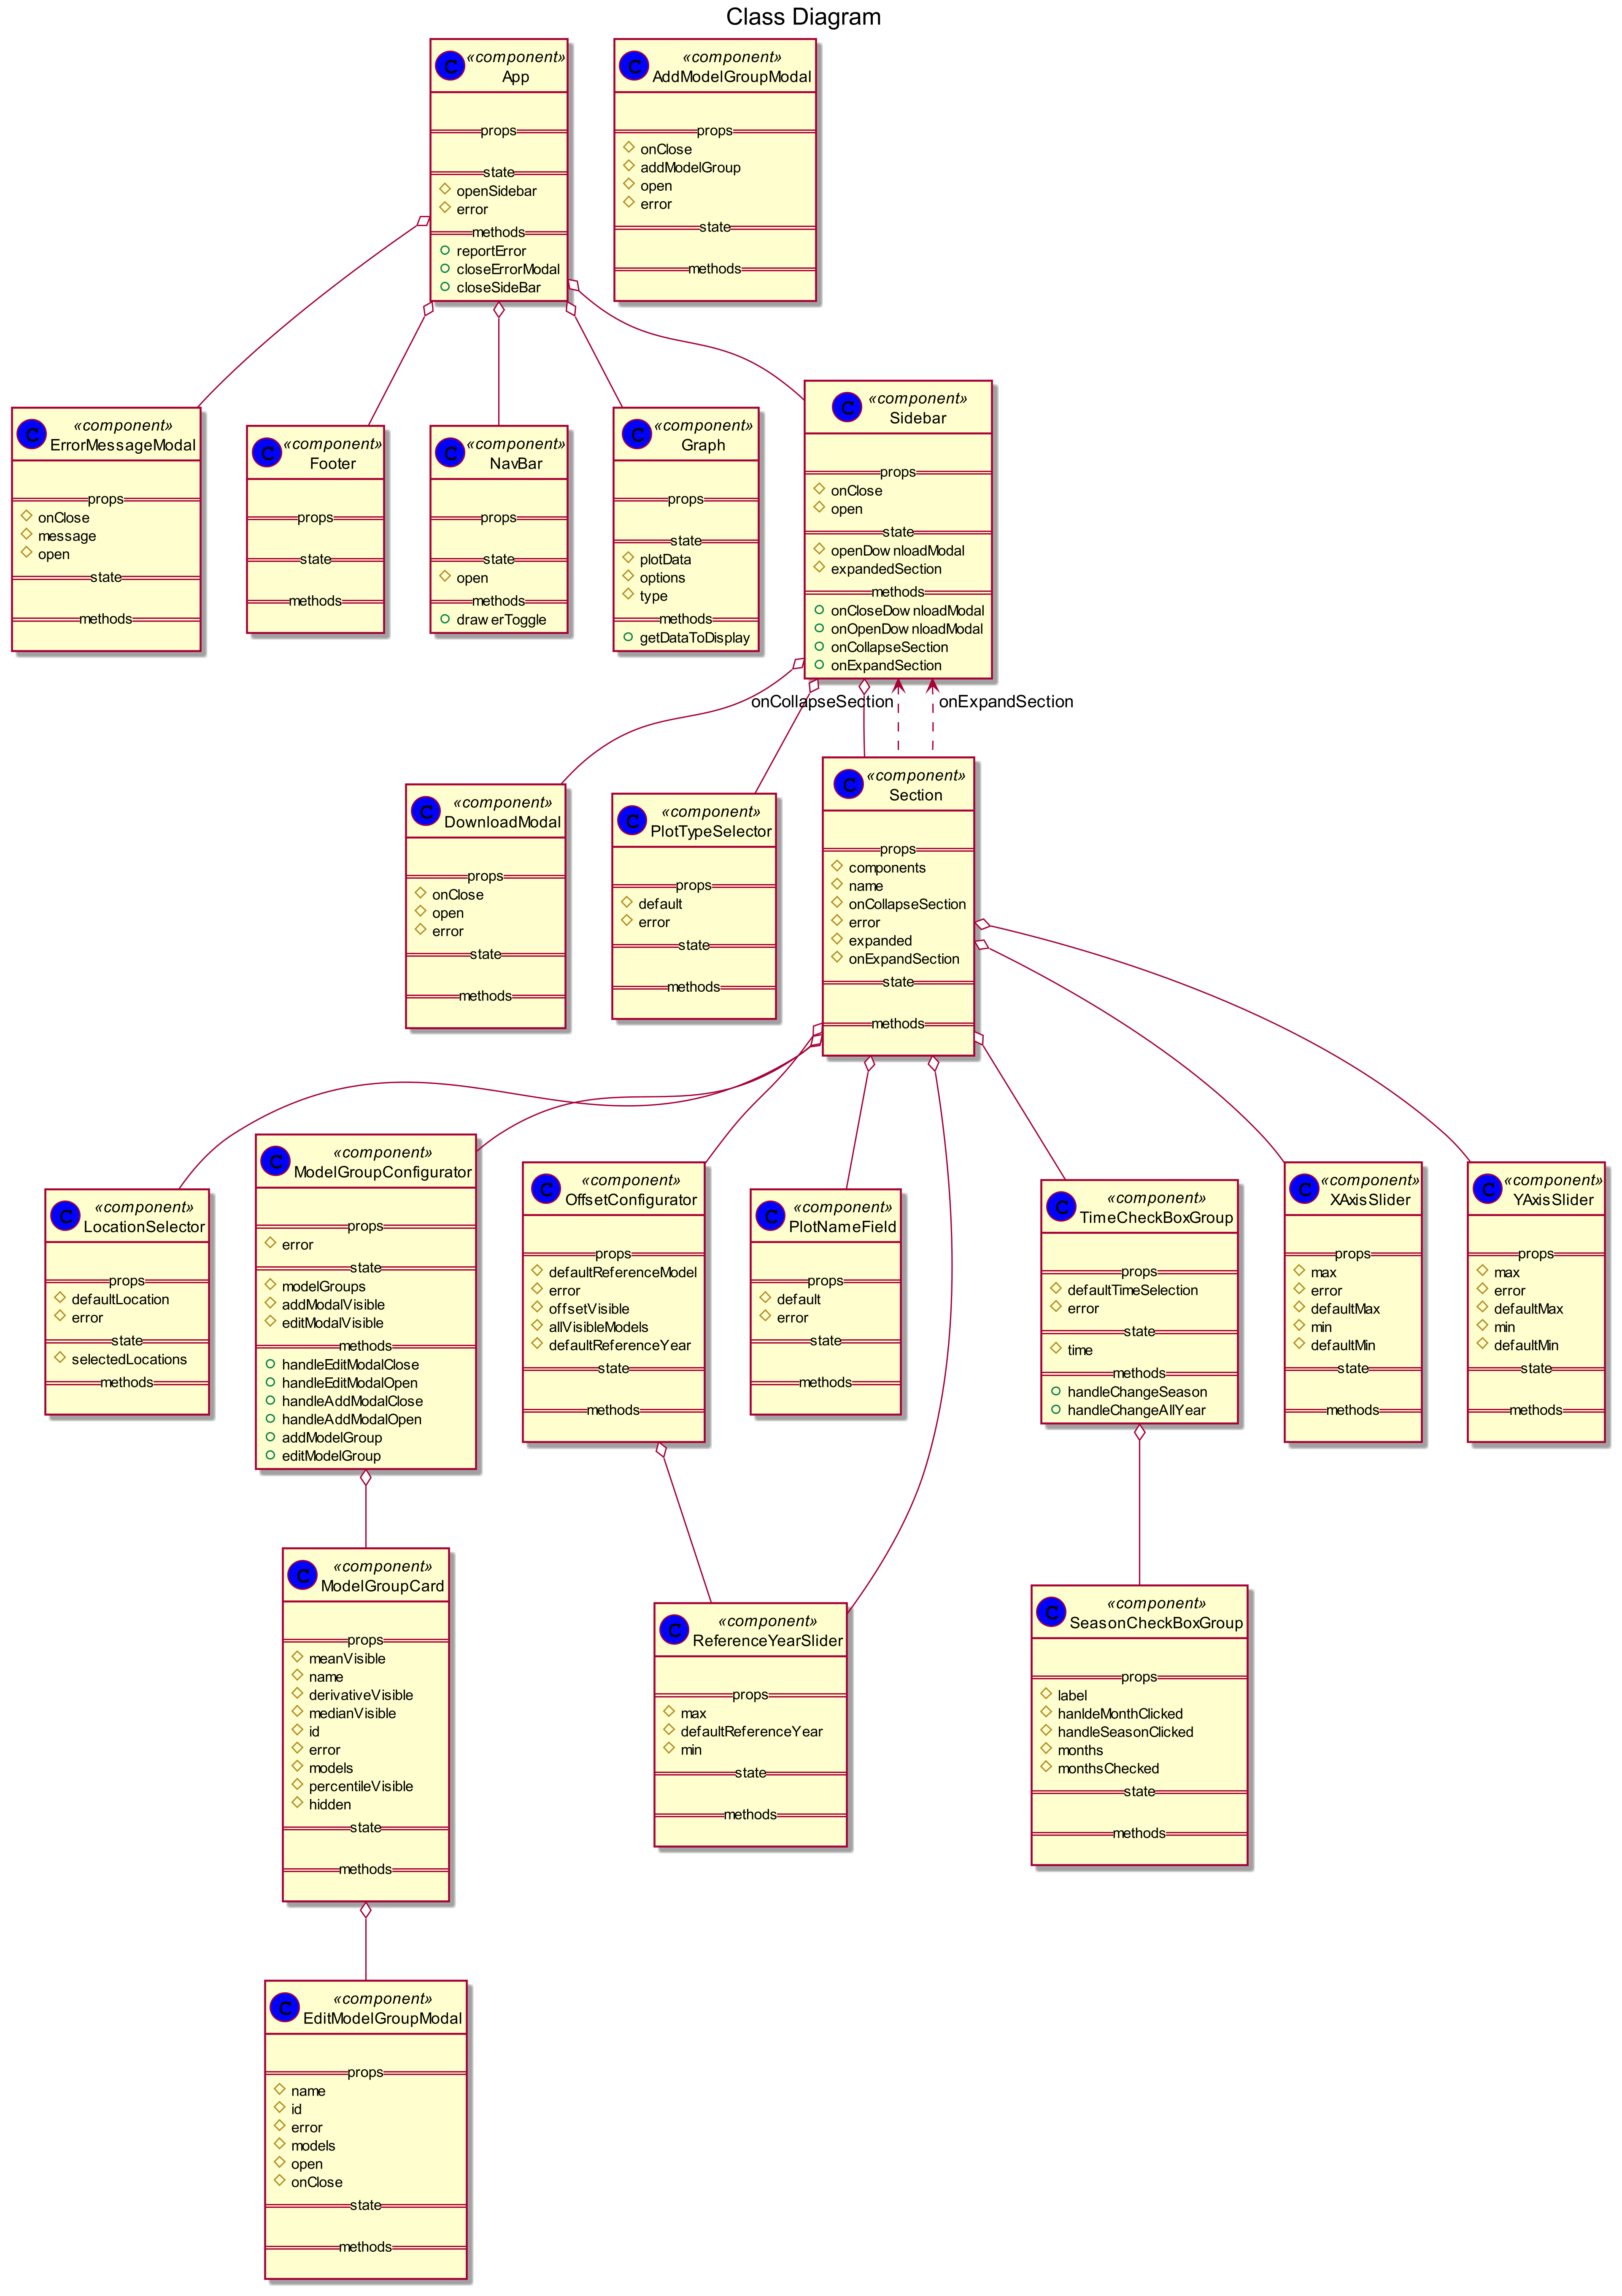 Class Diagram
C
«component»
App
props
state
openSidebar
error
methods
reportError
closeErrorModal
closeSideBar
C
«component»
AddModelGroupModal
props
onClose
addModelGroup
open
error
state
methods
C
«component»
ErrorMessageModal
props
onClose
message
open
state
methods
C
«component»
Footer
props
state
methods
C
«component»
NavBar
props
state
open
methods
drawerToggle
C
«component»
Graph
props
state
plotData
options
type
methods
getDataToDisplay
C
«component»
Sidebar
props
onClose
open
state
openDownloadModal
expandedSection
methods
onCloseDownloadModal
onOpenDownloadModal
onCollapseSection
onExpandSection
onCollapseSection
onExpandSection
C
«component»
DownloadModal
props
onClose
open
error
state
methods
C
«component»
PlotTypeSelector
props
default
error
state
methods
C
«component»
Section
props
components
name
onCollapseSection
error
expanded
onExpandSection
state
methods
C
«component»
LocationSelector
props
defaultLocation
error
state
selectedLocations
methods
C
«component»
ModelGroupConfigurator
props
error
state
modelGroups
addModalVisible
editModalVisible
methods
handleEditModalClose
handleEditModalOpen
handleAddModalClose
handleAddModalOpen
addModelGroup
editModelGroup
C
«component»
OffsetConfigurator
props
defaultReferenceModel
error
offsetVisible
allVisibleModels
defaultReferenceYear
state
methods
C
«component»
PlotNameField
props
default
error
state
methods
C
«component»
TimeCheckBoxGroup
props
defaultTimeSelection
error
state
time
methods
handleChangeSeason
handleChangeAllYear
C
«component»
XAxisSlider
props
max
error
defaultMax
min
defaultMin
state
methods
C
«component»
YAxisSlider
props
max
error
defaultMax
min
defaultMin
state
methods
C
«component»
ModelGroupCard
props
meanVisible
name
derivativeVisible
medianVisible
id
error
models
percentileVisible
hidden
state
methods
C
«component»
ReferenceYearSlider
props
max
defaultReferenceYear
min
state
methods
C
«component»
SeasonCheckBoxGroup
props
label
hanldeMonthClicked
handleSeasonClicked
months
monthsChecked
state
methods
C
«component»
EditModelGroupModal
props
name
id
error
models
open
onClose
state
methods